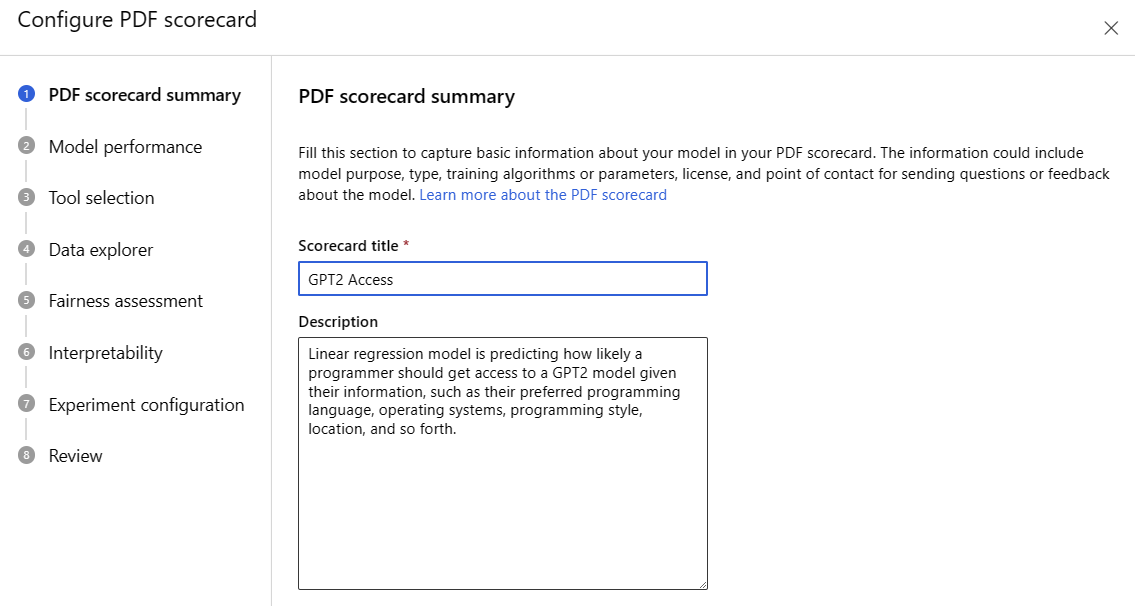 Configure PDF scorecard
1 PDF scorecard summary
2 Model performance
3 Tool selection
4 Data explorer
5 Fairness assessment
6 Interpretability
7 Experiment configuration
8 Review
PDF scorecard summary
Fill this section to capture basic information about your model in your PDF scorecard. The information could include
model purpose, type, training algorithms or parameters, license, and point of contact for sending questions or feedback
about the model. Learn more about the PDF scorecard
Scorecard title *
GPT2 Access
Description
Linear regression model is predicting how likely a
programmer should get access to a GPT2 model given
their information, such as their preferred programming
language, operating systems, programming style,
location, and so forth.